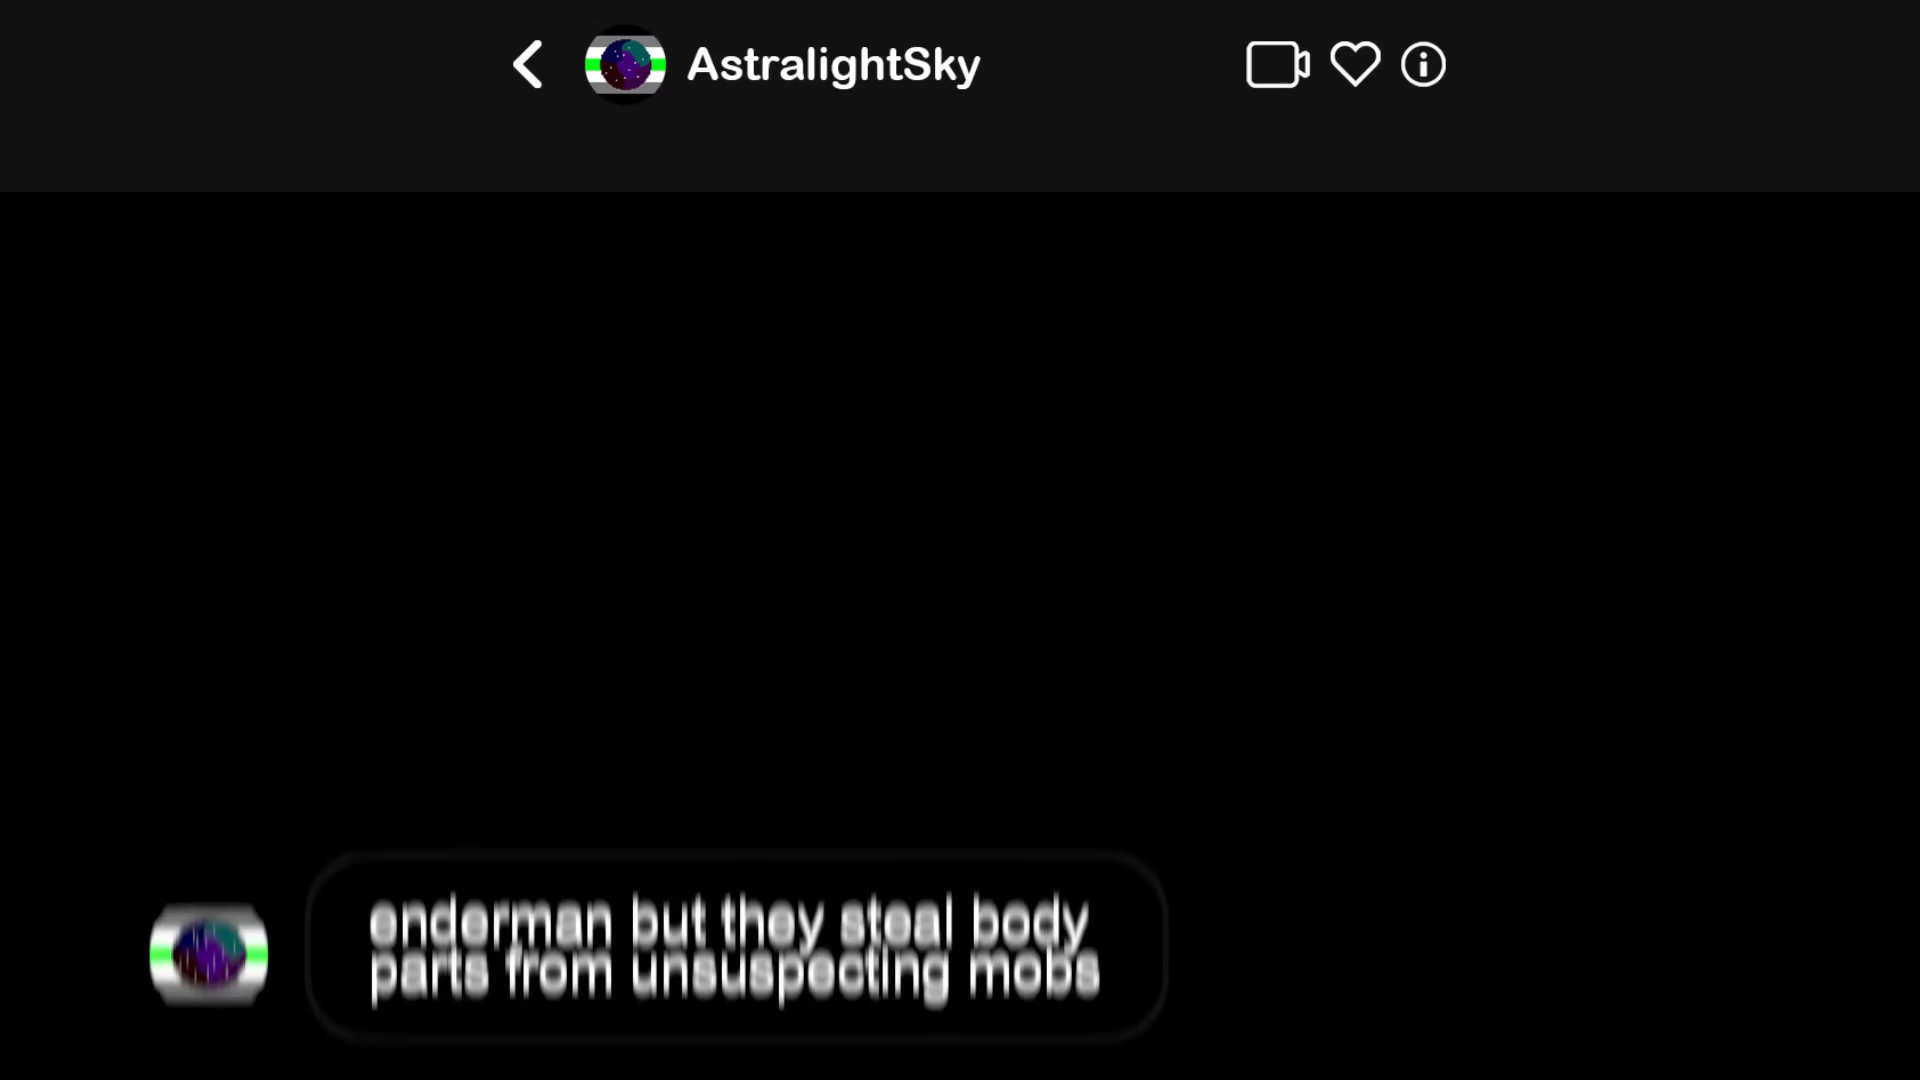 AstralightSky
enderman but they steal body
parts from unsuspecting mobs